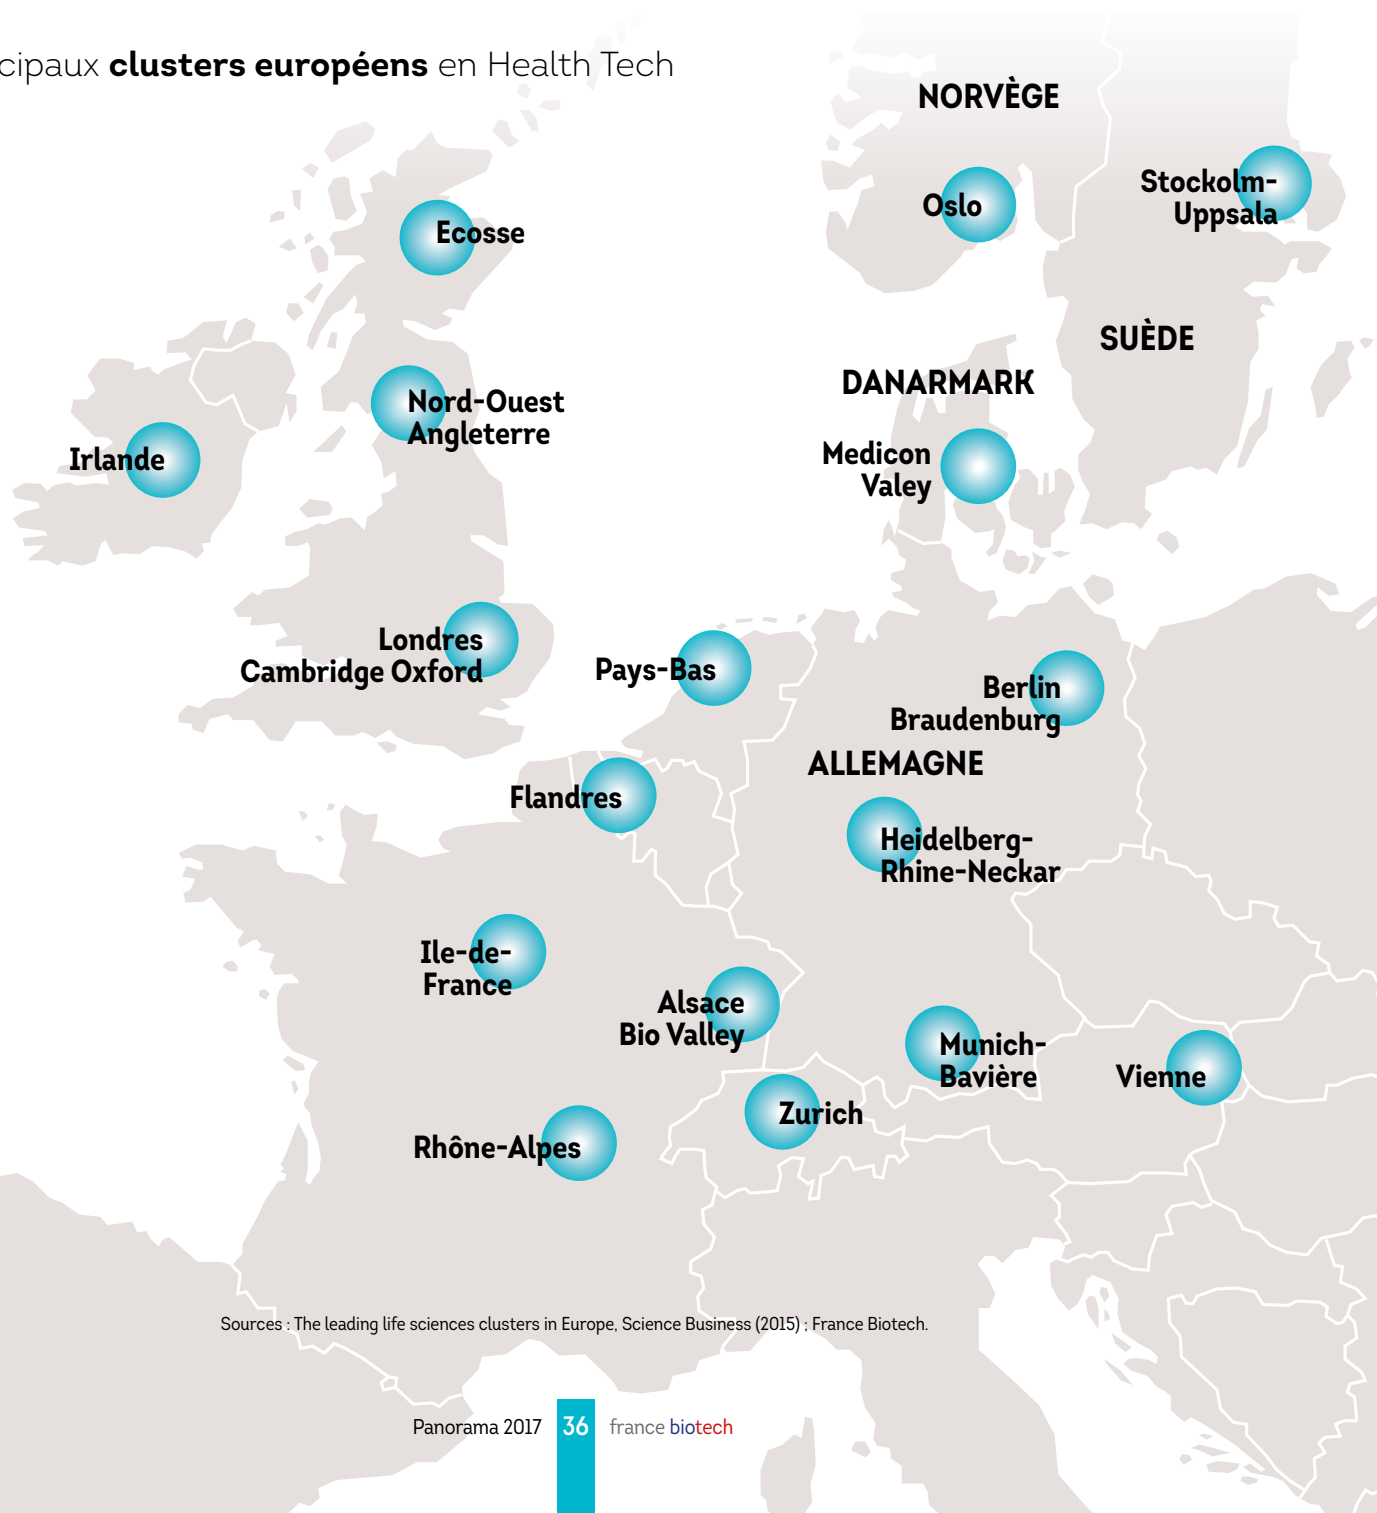 cipaux clusters européens en Health Tech
NORVÈGE
Stockolm-
Uppsala
Oslo
Ecosse
SUÈDE
DANARMARK
Nord-Ouest
Angleterre
Medicon
Valey
Irlande
Londres
Cambridge Oxford
Pays-Bas
Berlin
Braudenburg
ALLEMAGNE
Flandres
Heidelberg-
Rhine-Neckar
Ile-de-
France
Alsace
Bio Valley
Munich-
Bavière
Vienne
Zurich
Rhône-Alpes
Sources : The leading life sciences clusters in Europe, Science Business (2015) ; France Biotech.
Panorama 2017 36 france biotech